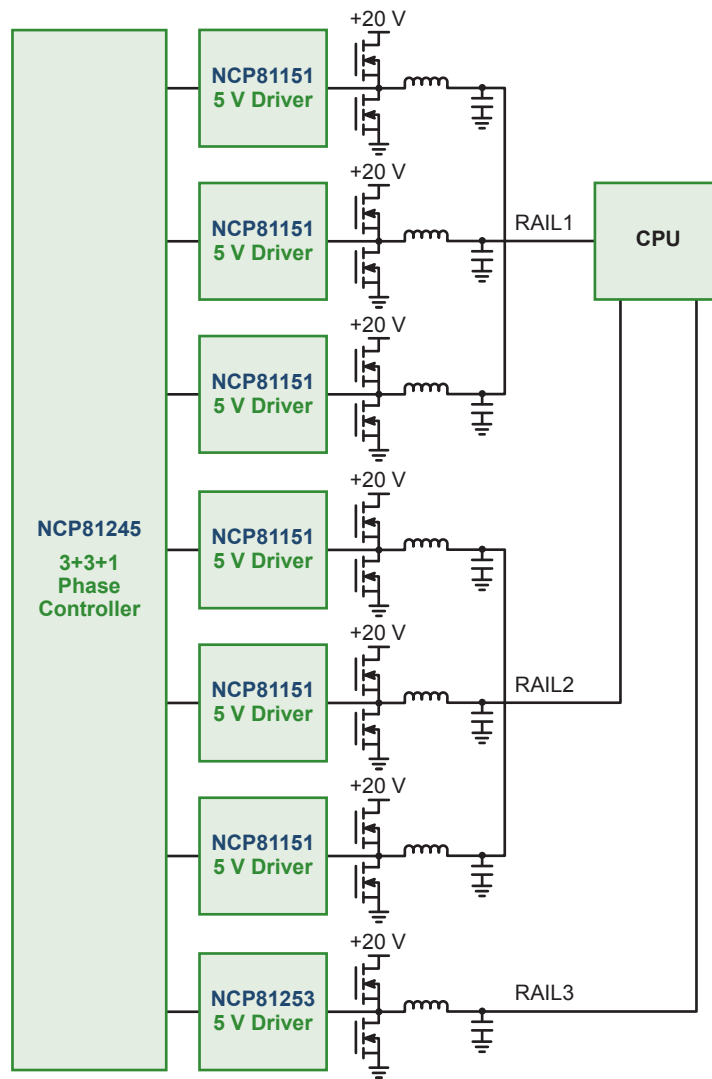 +20 V
NCP81151
5 V Driver
+20 V
NCP81151
5 V Driver
RAIL1
CPU
+20 V
NCP81151
5 V Driver
+20 V
NCP81151
5 V Driver
NCP81245
3+3+1
Phase
Controller
+20 V
NCP81151
5 V Driver
RAIL2
+20 V
NCP81151
5 V Driver
+20 V
NCP81253
5 V Driver
RAIL3